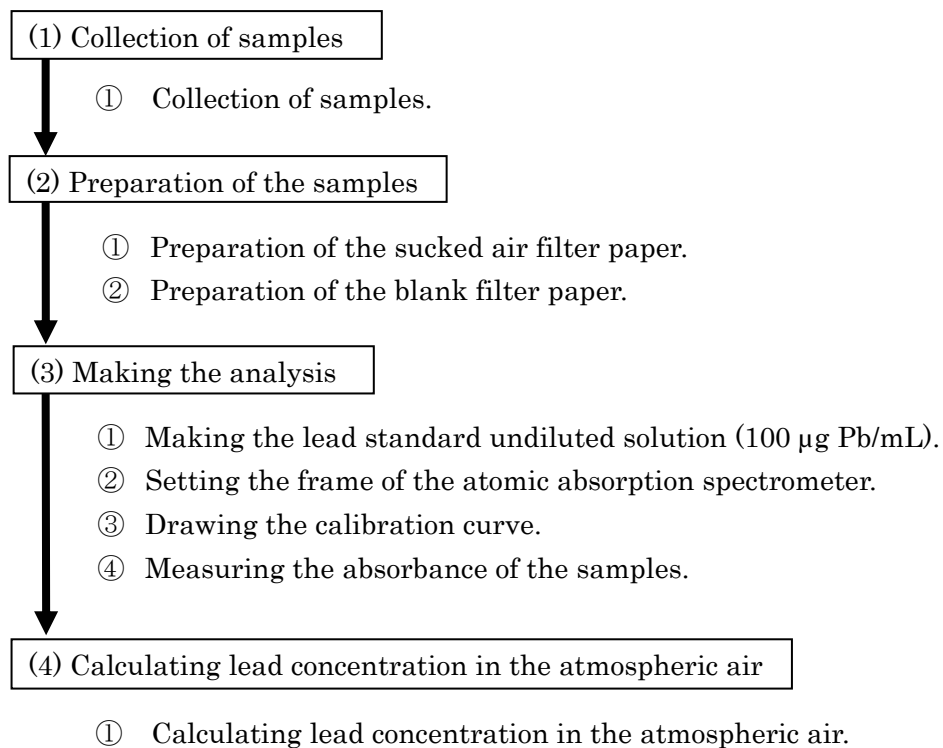 (1) Collection of samples
① Collection of samples.
(2) Preparation of the samples
① Preparation of the sucked air filter paper.
② Preparation of the blank filter paper.
(3) Making the analysis
① Making the lead standard undiluted solution (100 µg Pb/mL).
② Setting the frame of the atomic absorption spectrometer.
③ Drawing the calibration curve.
④ Measuring the absorbance of the samples.
(4) Calculating lead concentration in the atmospheric air
① Calculating lead concentration in the atmospheric air.